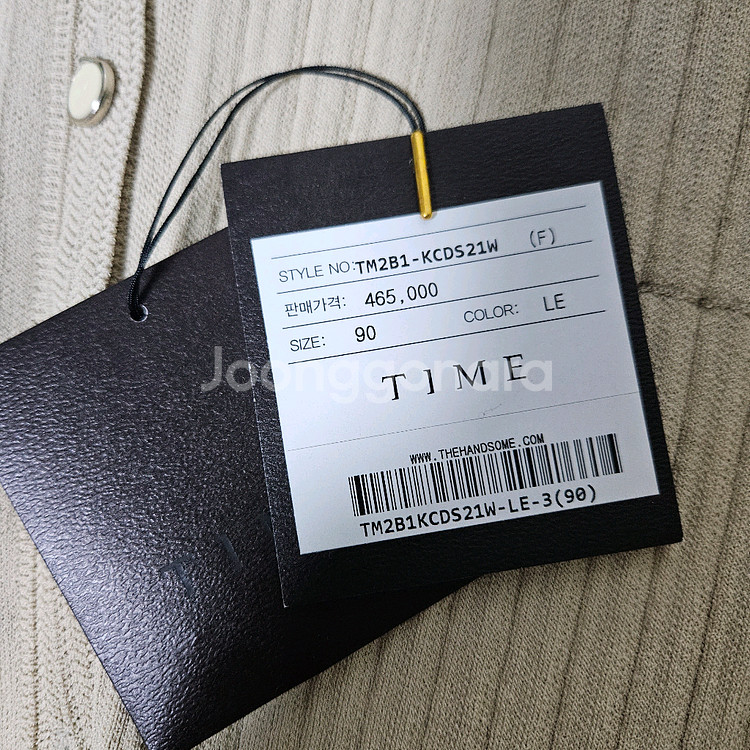 STYLE NO:TM2B1-KCDS21W (F)
판매가격: 465,000
SIZE: 90 COLOR: LE
TIME
Joonggonara
WWW.THEHANDSOME.COM
TM2B1KCDS21W-LE-3(90)